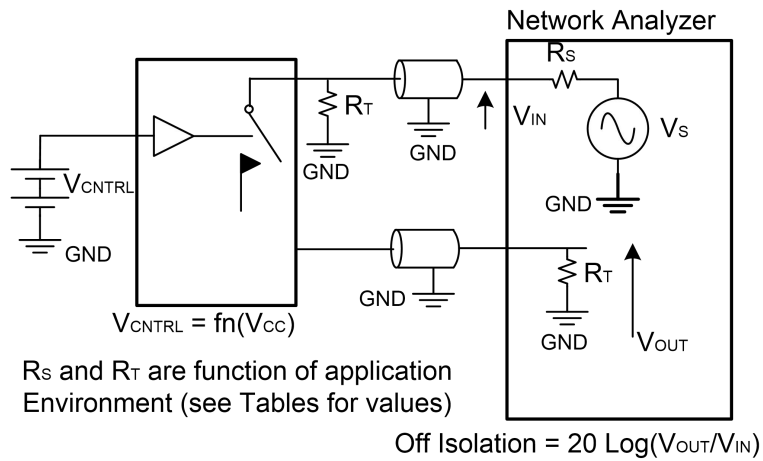 Network Analyzer
RS
RT
VIN
VS
GND
GND
VCNTRL
GND
GND
GND
RT
GND
VOUT
VCNTRL = fn(VCC)
RS and RT are function of application
Environment (see Tables for values)
Off Isolation = 20 Log(VOUT/VIN)